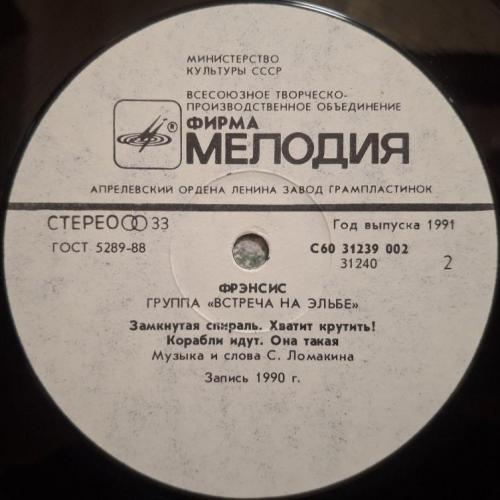 МИНИСТЕРСТВО
КУЛЬТУРЫ СССР
ВСЕСОЮЗНОЕ ТВОРЧЕСКО-
ПРОИЗВОДСТВЕННОЕ ОБЪЕДИНЕНИЕ
ФИРМА
®
МЕЛОДИЯ
АПРЕЛЕВСКИЙ ОРДЕНА ЛЕНИНА ЗАВОД ГРАМПЛАСТИНОК
СТЕРЕО 33
Год выпуска 1991
ГОСТ 5289-88
С60 31239 002
31240
2
ФРЭНСИС
ГРУППА «ВСТРЕЧА НА ЭЛЬБЕ»
Замкнутая спираль. Хватит крутить!
Корабли идут. Она такая
Музыка и слова С. Ломакина
Запись 1990 г.